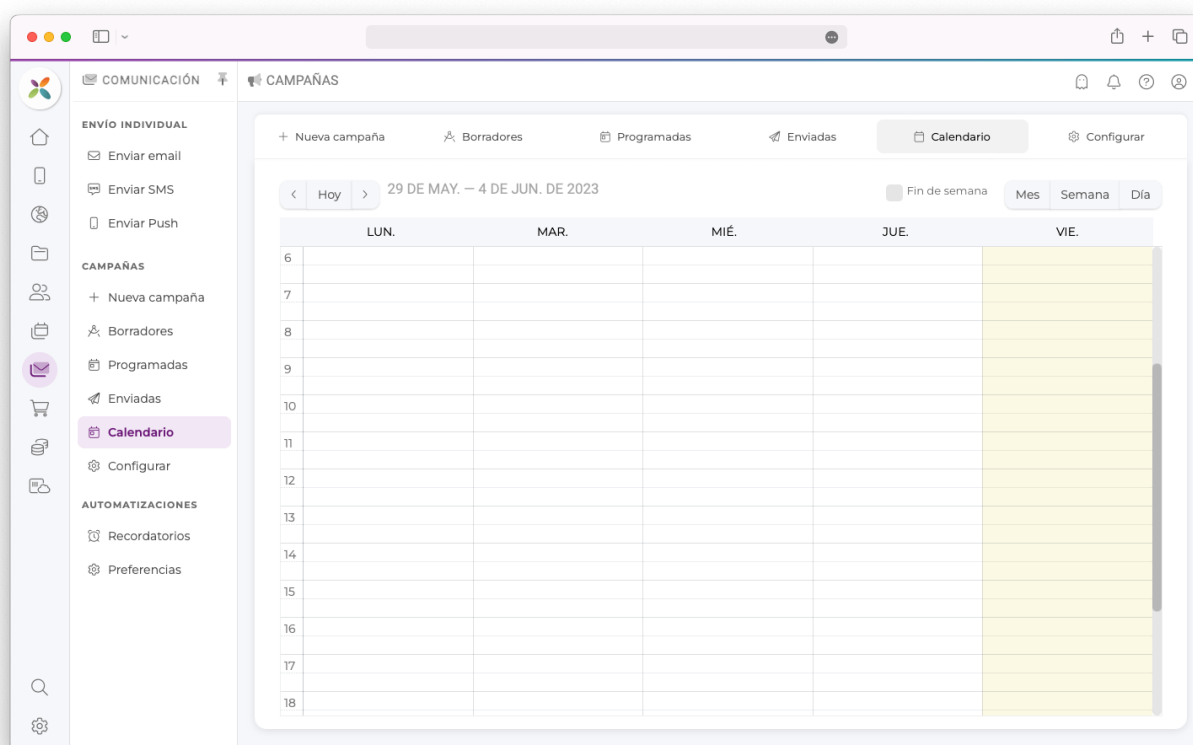 COMUNICACIÓN
CAMPAÑAS
ENVÍO INDIVIDUAL
Enviar email
Enviar SMS
Enviar Push
CAMPAÑAS
Nueva campaña
Borradores
Programadas
Enviadas
Calendario
Configurar
AUTOMATIZACIONES
Recordatorios
Preferencias
Nueva campaña Borradores Programadas Enviadas Calendario Configurar
Hoy 29 DE MAY. — 4 DE JUN. DE 2023 Fin de semana Mes Semana Día
LUN. MAR. MIÉ. JUE. VIE.
6
7
8
9
10
11
12
13
14
15
16
17
18